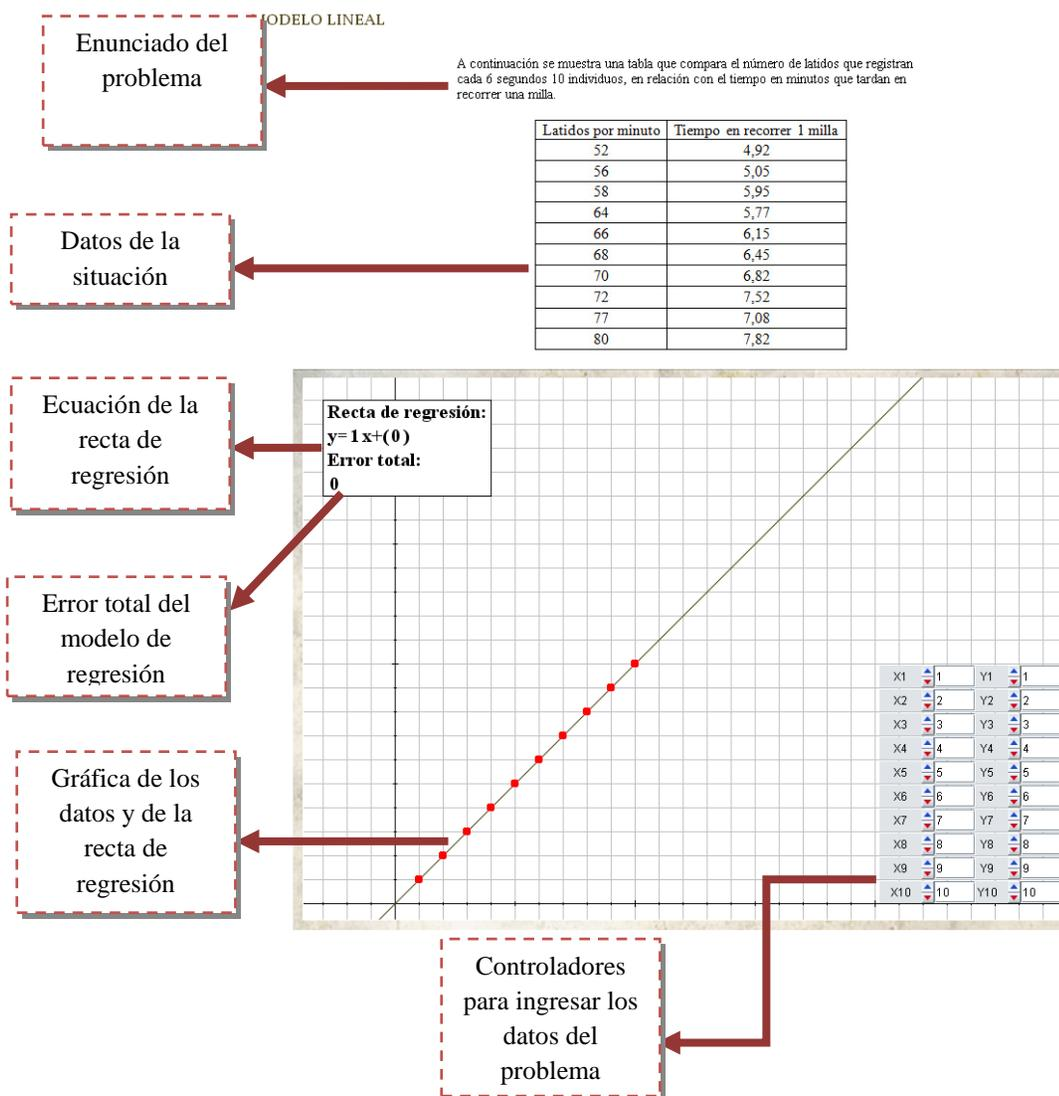 MODELO LINEAL
Enunciado del
problema
A continuación se muestra una tabla que compara el número de latidos que registran
cada 6 segundos 10 individuos, en relación con el tiempo en minutos que tardan en
recorrer una milla.
Latidos por minuto Tiempo en recorrer 1 milla
52 4,92
56 5,05
58 5,95
64 5,77
66 6,15
68 6,45
70 6,82
72 7,52
77 7,08
80 7,82
Datos de la
situación
Ecuación de la
recta de
regresión
Recta de regresión:
y=1x+(0)
Error total:
0
Error total del
modelo de
regresión
Gráfica de los
datos y de la
recta de
regresión
X1 1 Y1 1
X2 2 Y2 2
X3 3 Y3 3
X4 4 Y4 4
X5 5 Y5 5
X6 6 Y6 6
X7 7 Y7 7
X8 8 Y8 8
X9 9 Y9 9
X10 10 Y10 10
Controladores
para ingresar los
datos del
problema